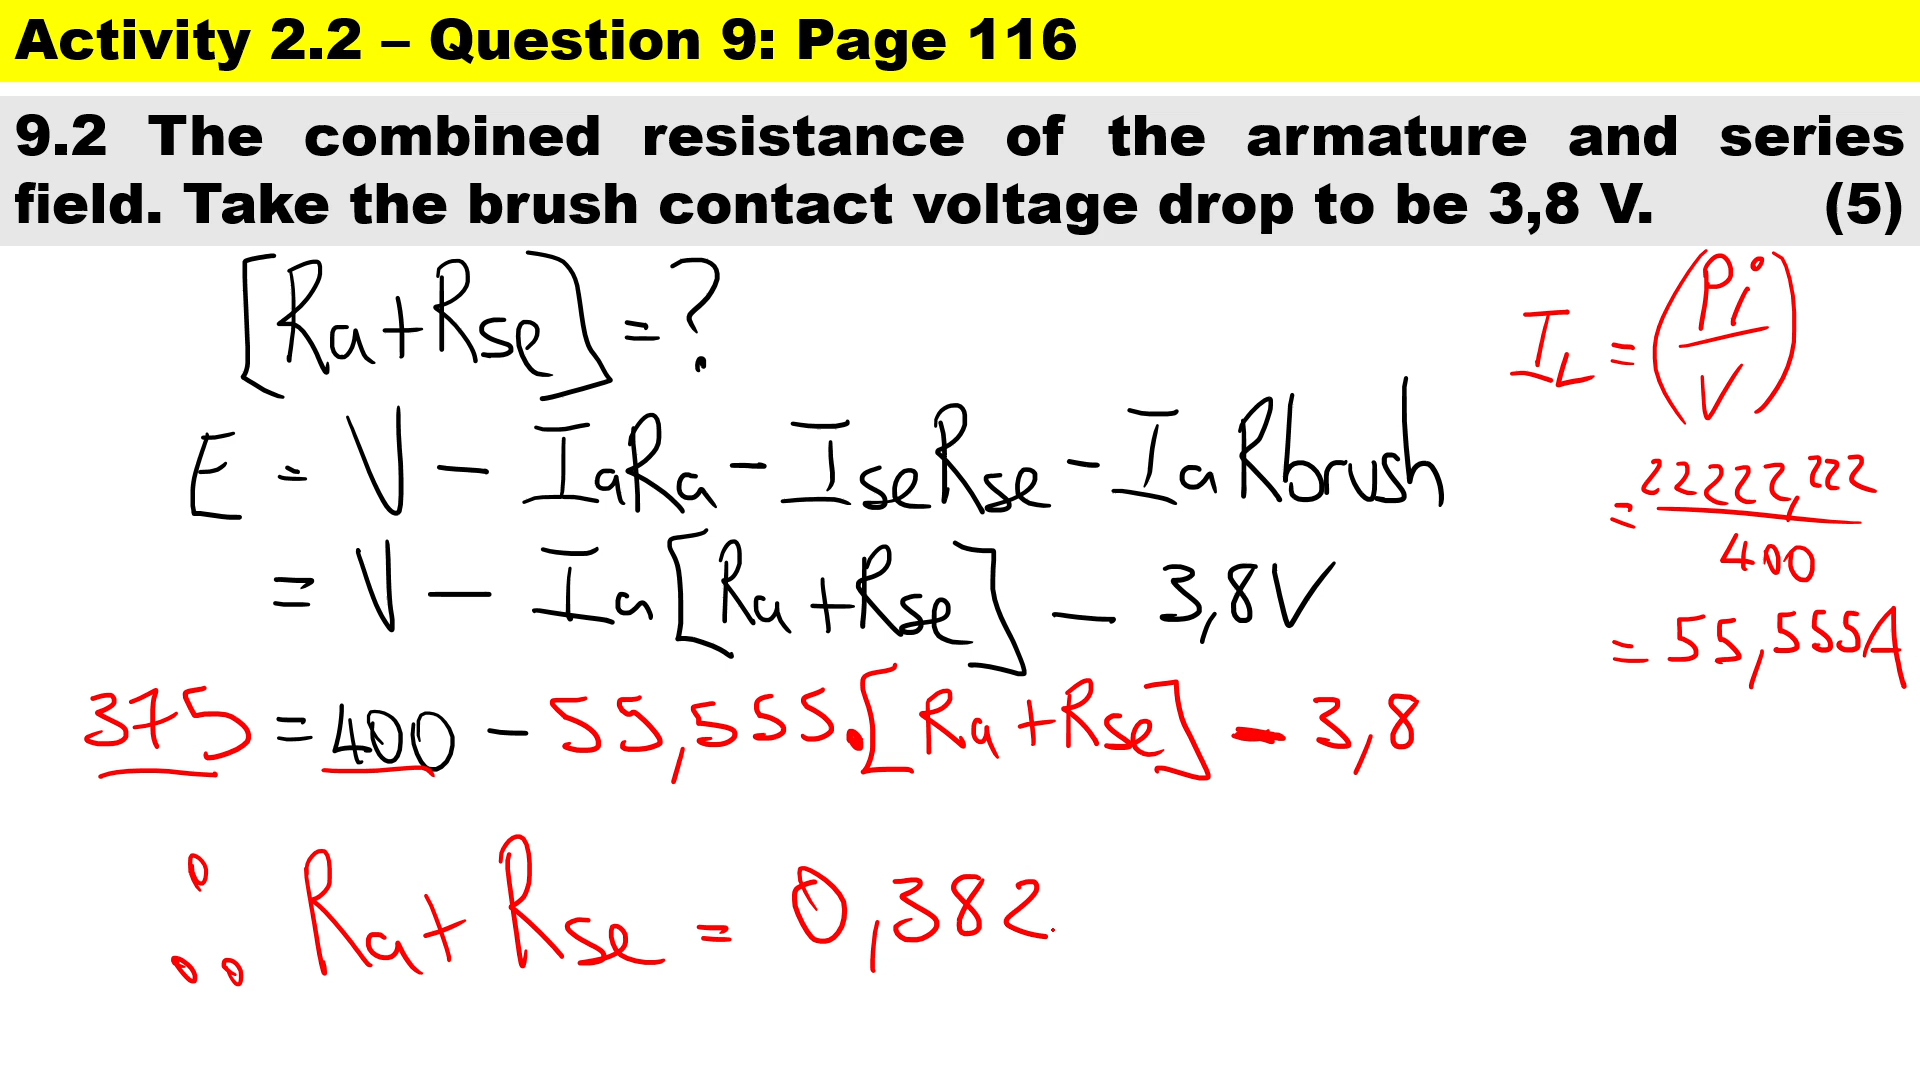 Activity 2.2 – Question 9: Page 116
9.2 The combined resistance of the armature and series
field. Take the brush contact voltage drop to be 3,8 V. (5)
[Ra+Rse] = ?
E = V - IaRa - IseRse - IaRbrush
= V - Ia[Ra+Rse] - 3,8V
375 = 400 - 55,555.[Ra+Rse] - 3,8
∴ Ra+Rse = 0,382
IL = (Pi/V)
= 22222,222/400
= 55,555A